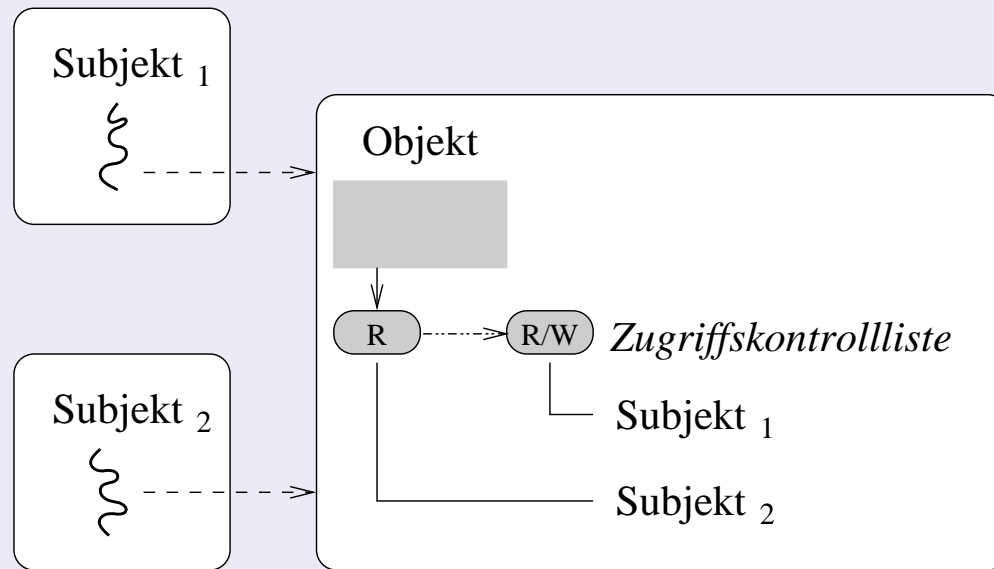 Subjekt 1
Objekt
R
R/W
Zugriffskontrollliste
Subjekt 1
Subjekt 2
Subjekt 2